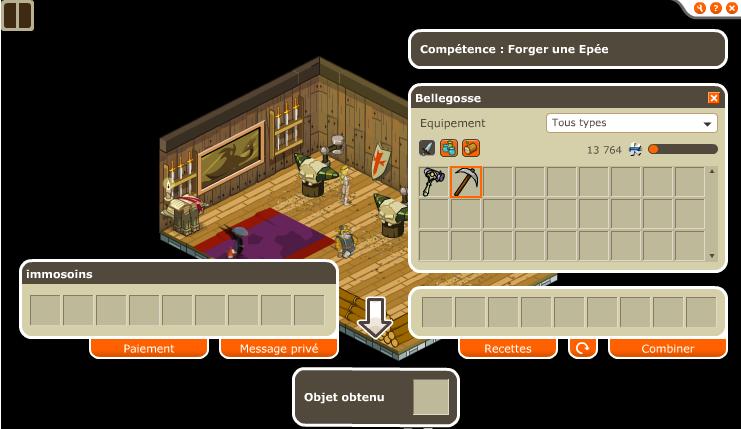 Compétence : Forger une Epée
Bellegosse
Equipement
Tous types
13 764
immosoins
Paiement
Message privé
Recettes
Combiner
Objet obtenu